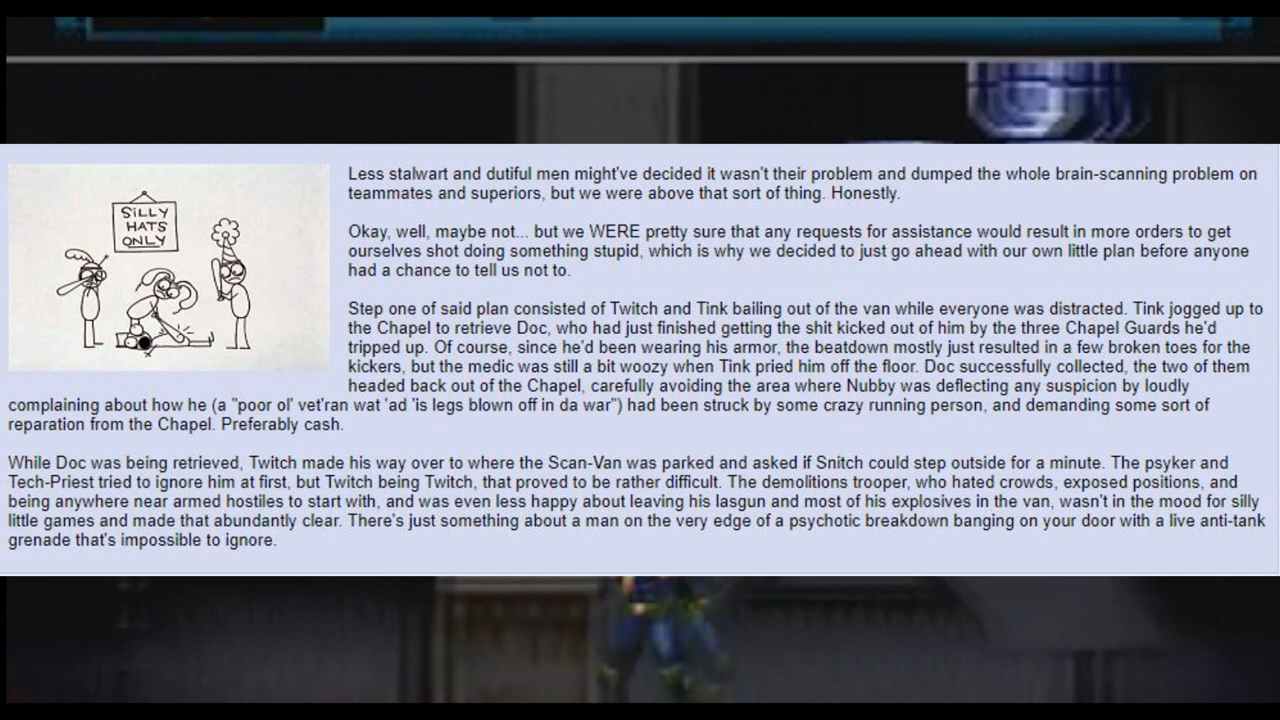 SILLY
HATS
ONLY
Less stalwart and dutiful men might've decided it wasn't their problem and dumped the whole brain-scanning problem on
teammates and superiors, but we were above that sort of thing. Honestly.
Okay, well, maybe not... but we WERE pretty sure that any requests for assistance would result in more orders to get
ourselves shot doing something stupid, which is why we decided to just go ahead with our own little plan before anyone
had a chance to tell us not to.
Step one of said plan consisted of Twitch and Tink bailing out of the van while everyone was distracted. Tink jogged up to
the Chapel to retrieve Doc, who had just finished getting the shit kicked out of him by the three Chapel Guards he'd
tripped up. Of course, since he'd been wearing his armor, the beatdown mostly just resulted in a few broken toes for the
kickers, but the medic was still a bit woozy when Tink pried him off the floor. Doc successfully collected, the two of them
headed back out of the Chapel, carefully avoiding the area where Nubby was deflecting any suspicion by loudly
complaining about how he (a "poor ol' vet'ran wat 'ad 'is legs blown off in da war") had been struck by some crazy running person, and demanding some sort of
reparation from the Chapel. Preferably cash.
While Doc was being retrieved, Twitch made his way over to where the Scan-Van was parked and asked if Snitch could step outside for a minute. The psyker and
Tech-Priest tried to ignore him at first, but Twitch being Twitch, that proved to be rather difficult. The demolitions trooper, who hated crowds, exposed positions, and
being anywhere near armed hostiles to start with, and was even less happy about leaving his lasgun and most of his explosives in the van, wasn't in the mood for silly
little games and made that abundantly clear. There's just something about a man on the very edge of a psychotic breakdown banging on your door with a live anti-tank
grenade that's impossible to ignore.